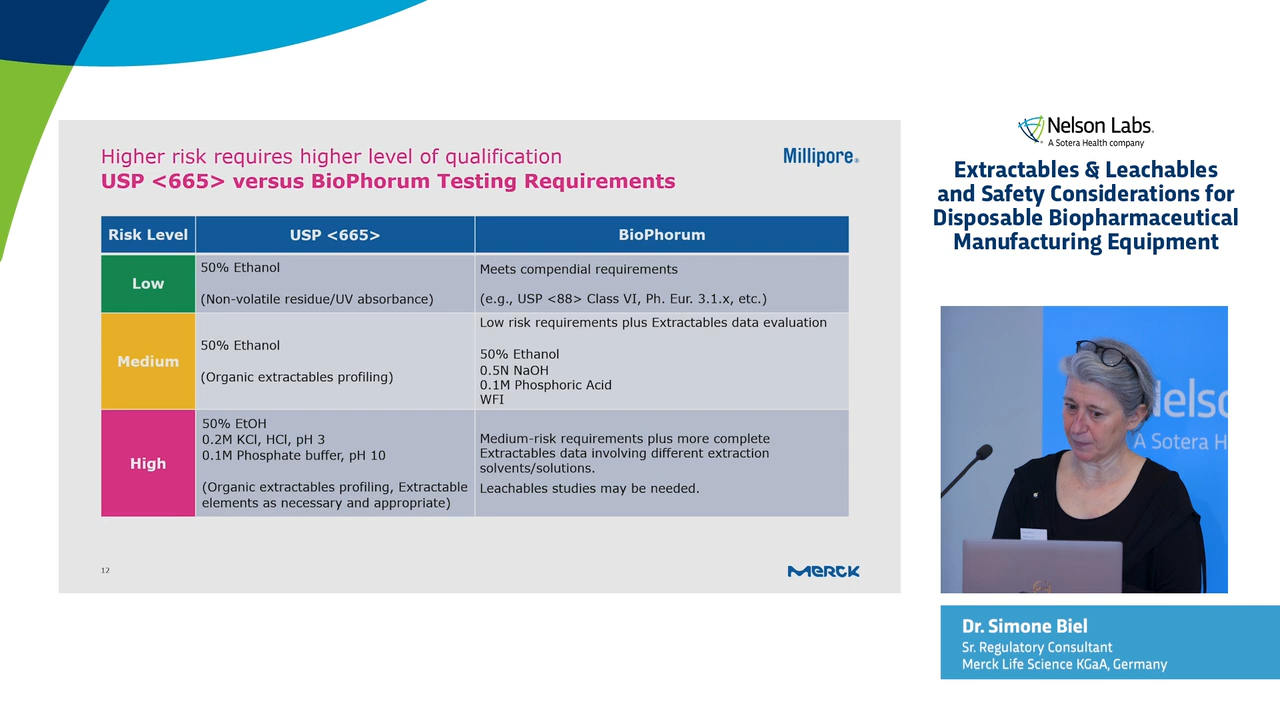 Higher risk requires higher level of qualification
USP <665> versus BioPhorum Testing Requirements
Millipore®
Risk Level
USP <665>
BioPhorum
Low
50% Ethanol
(Non-volatile residue/UV absorbance)
Meets compendial requirements
(e.g., USP <88> Class VI, Ph. Eur. 3.1.x, etc.)
Medium
50% Ethanol
(Organic extractables profiling)
Low risk requirements plus Extractables data evaluation
50% Ethanol
0.5N NaOH
0.1M Phosphoric Acid
WFI
High
50% EtOH
0.2M KCl, HCl, pH 3
0.1M Phosphate buffer, pH 10
(Organic extractables profiling, Extractable
elements as necessary and appropriate)
Medium-risk requirements plus more complete
Extractables data involving different extraction
solvents/solutions.
Leachables studies may be needed.
12
MERCK
Nelson Labs.
A Sotera Health company
Extractables & Leachables
and Safety Considerations for
Disposable Biopharmaceutical
Manufacturing Equipment
Nelso
A Sotera H
Dr. Simone Biel
Sr. Regulatory Consultant
Merck Life Science KGaA, Germany